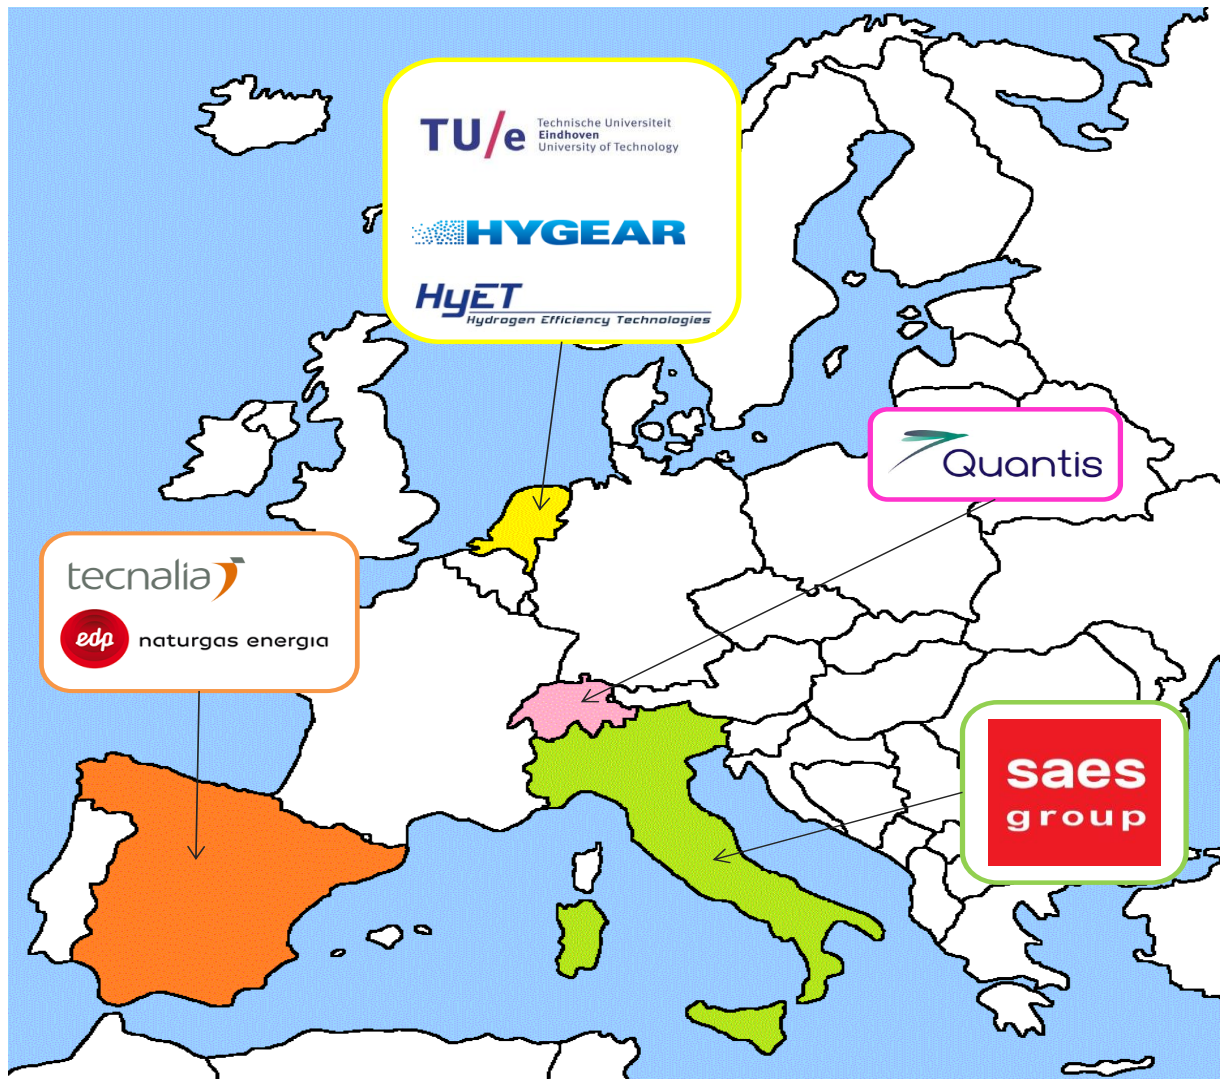 TU/e Technische Universiteit
Eindhoven
University of Technology
HYGEAR
HyET
Hydrogen Efficiency Technologies
Quantis
tecnalia
edp naturgas energia
saes
group